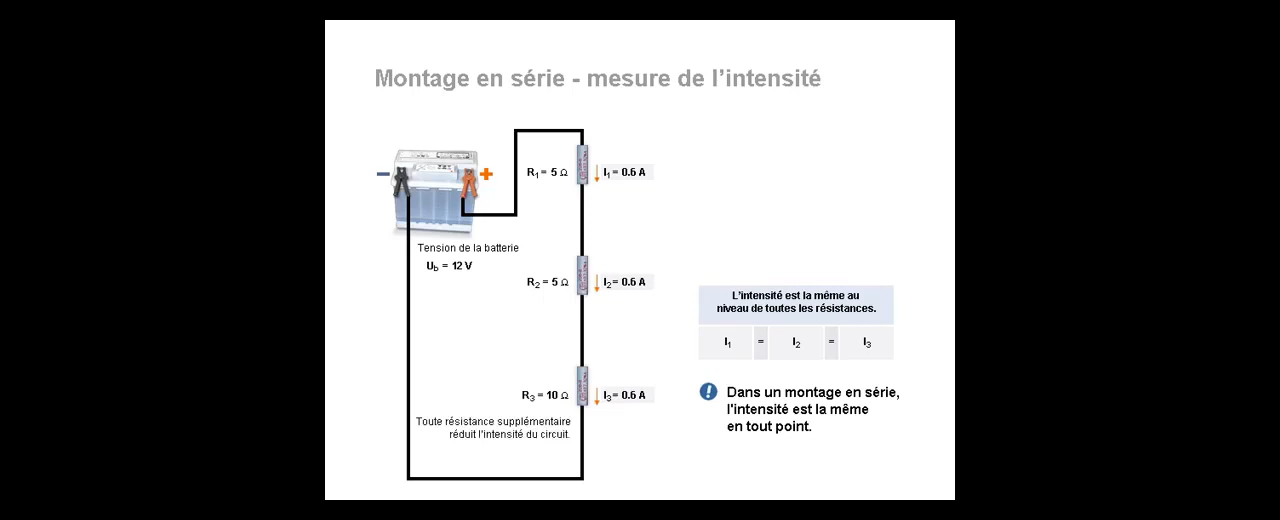 Montage en série - mesure de l’intensité
R1 = 5 Ω
I1 = 0.6 A
Tension de la batterie
Ub = 12 V
R2 = 5 Ω
I2= 0.6 A
L’intensité est la même au
niveau de toutes les résistances.
I1 = I2 = I3
R3 = 10 Ω
I3= 0.6 A
Dans un montage en série,
l'intensité est la même
en tout point.
Toute résistance supplémentaire
réduit l’intensité du circuit.